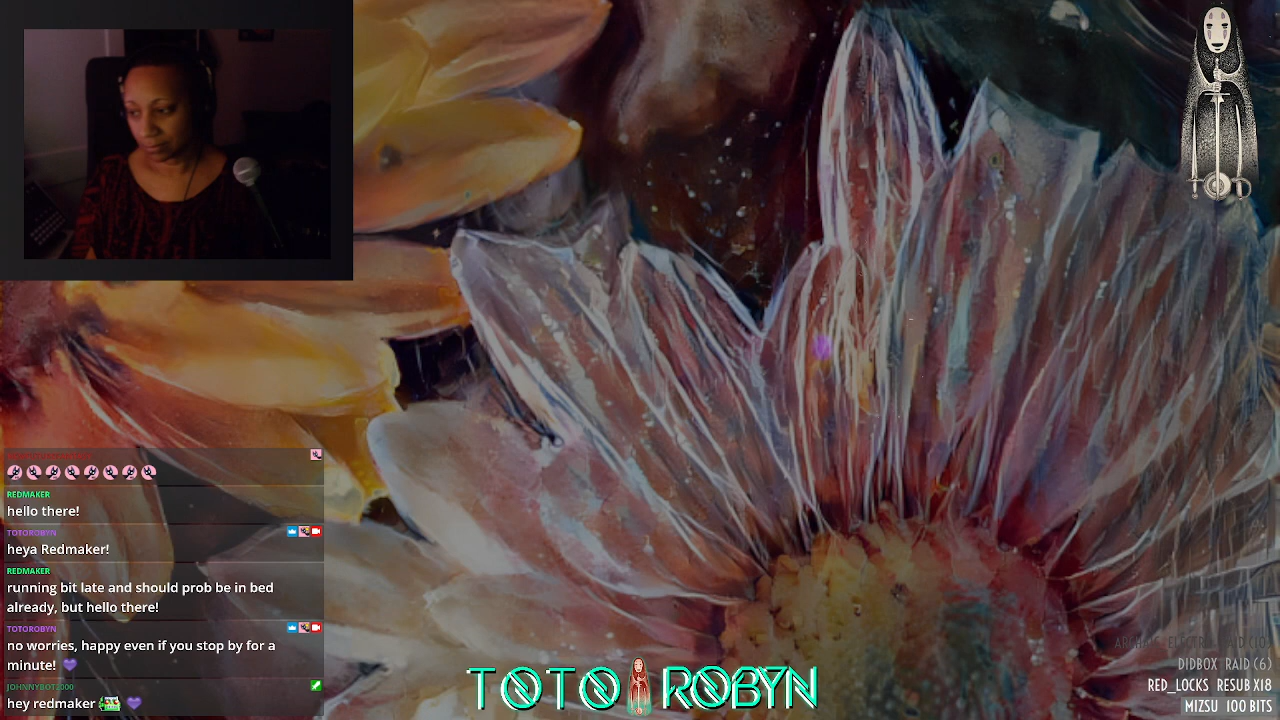 REDMAKER
hello there!
TOTOROBYN
heya Redmaker!
REDMAKER
running bit late and should prob be in bed
already, but hello there!
TOTOROBYN
no worries, happy even if you stop by for a
minute!
JOHNNYBOT2000
hey redmaker
TOTO ROBYN
DIDBOX RAID (6)
RED_LOCKS RESUB X18
MIZSU 100 BITS